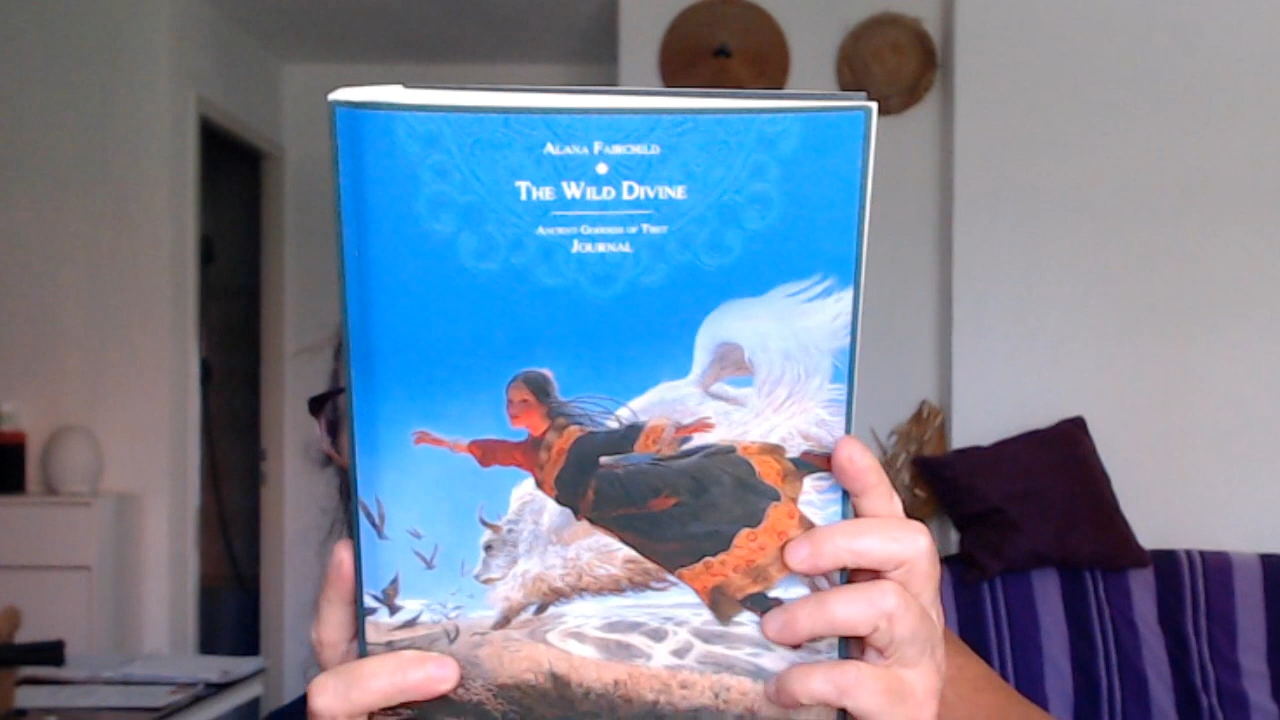 ALANA FAIRCHILD
THE WILD DIVINE
ANCIENT GODDESS OF TIBET
JOURNAL